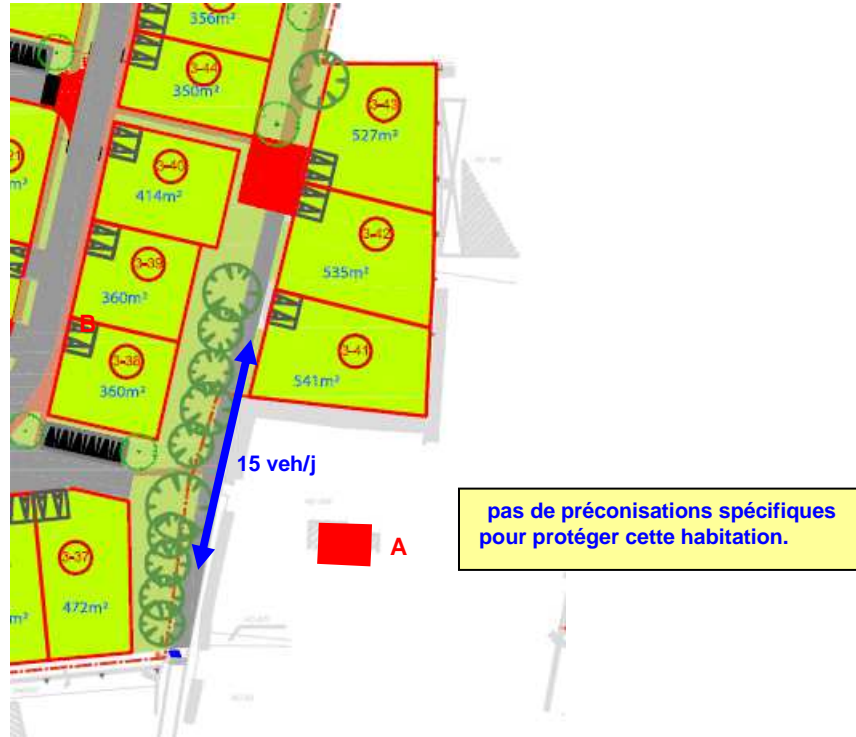 356m²
3-44
350m²
3-43
527m²
3-40
414m²
3-42
535m²
3-39
360m²
B
3-38
360m²
3-41
541m²
15 veh/j
pas de préconisations spécifiques
pour protéger cette habitation.
A
3-37
472m²